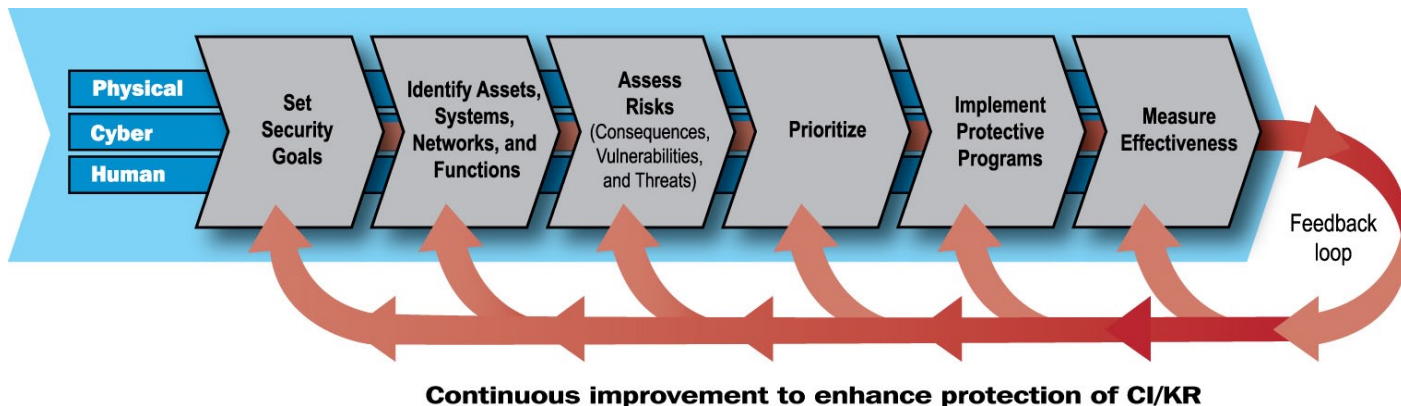 Physical
Cyber
Human
Set
Security
Goals
Identify Assets,
Systems,
Networks, and
Functions
Assess
Risks
(Consequences,
Vulnerabilities,
and Threats)
Prioritize
Implement
Protective
Programs
Measure
Effectiveness
Feedback
loop
Continuous improvement to enhance protection of CI/KR